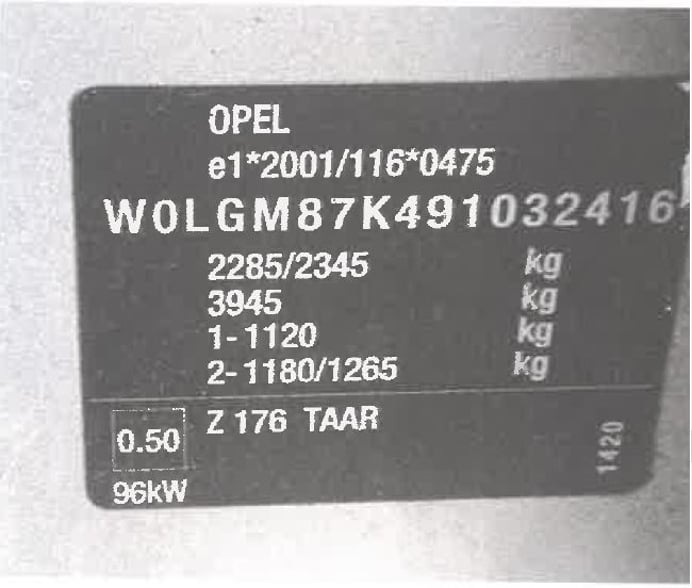 OPEL
e1*2001/116*0475
W0LGM87K491032416
2285/2345 kg
3945 kg
1-1120 kg
2-1180/1265 kg
0.50 Z 176 TAAR
96kW
1420